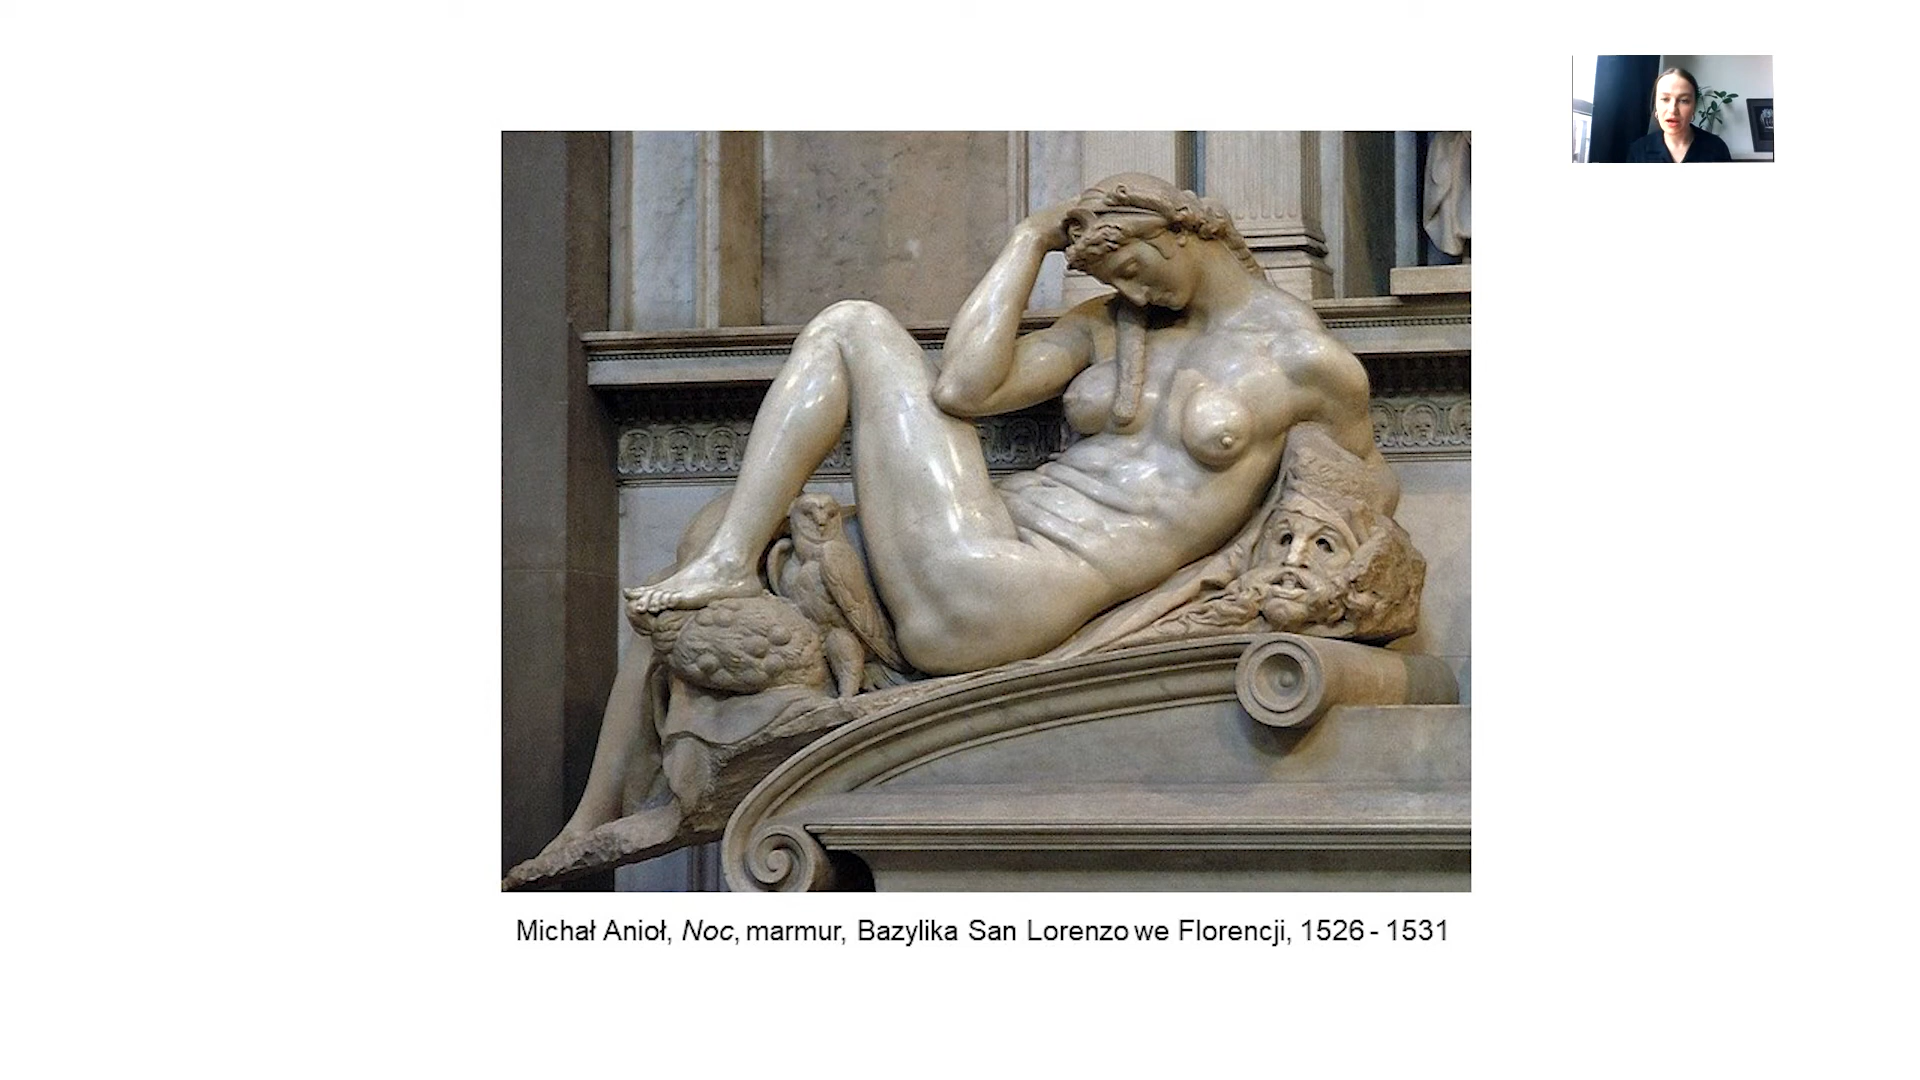 Michał Anioł, Noc, marmur, Bazylika San Lorenzo we Florencji, 1526 - 1531